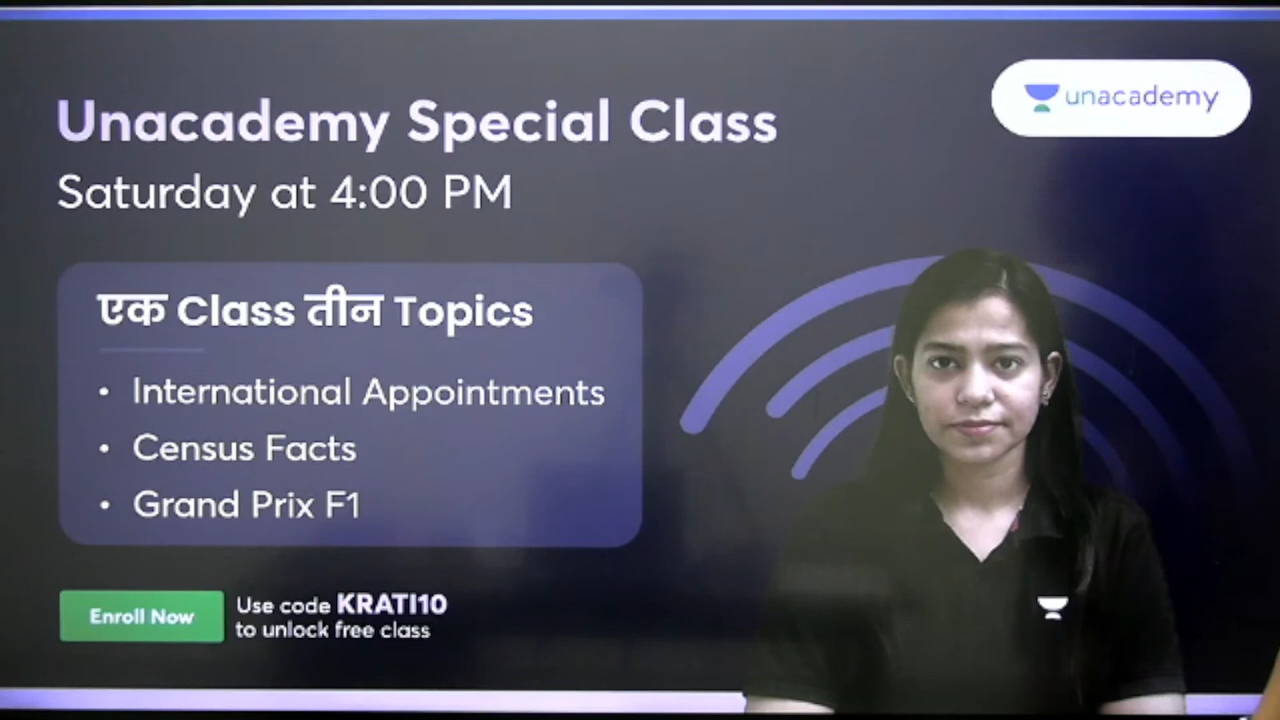 unacademy
Unacademy Special Class
Saturday at 4:00 PM
एक Class तीन Topics
• International Appointments
• Census Facts
• Grand Prix F1
Enroll Now
Use code KRATI10
to unlock free class